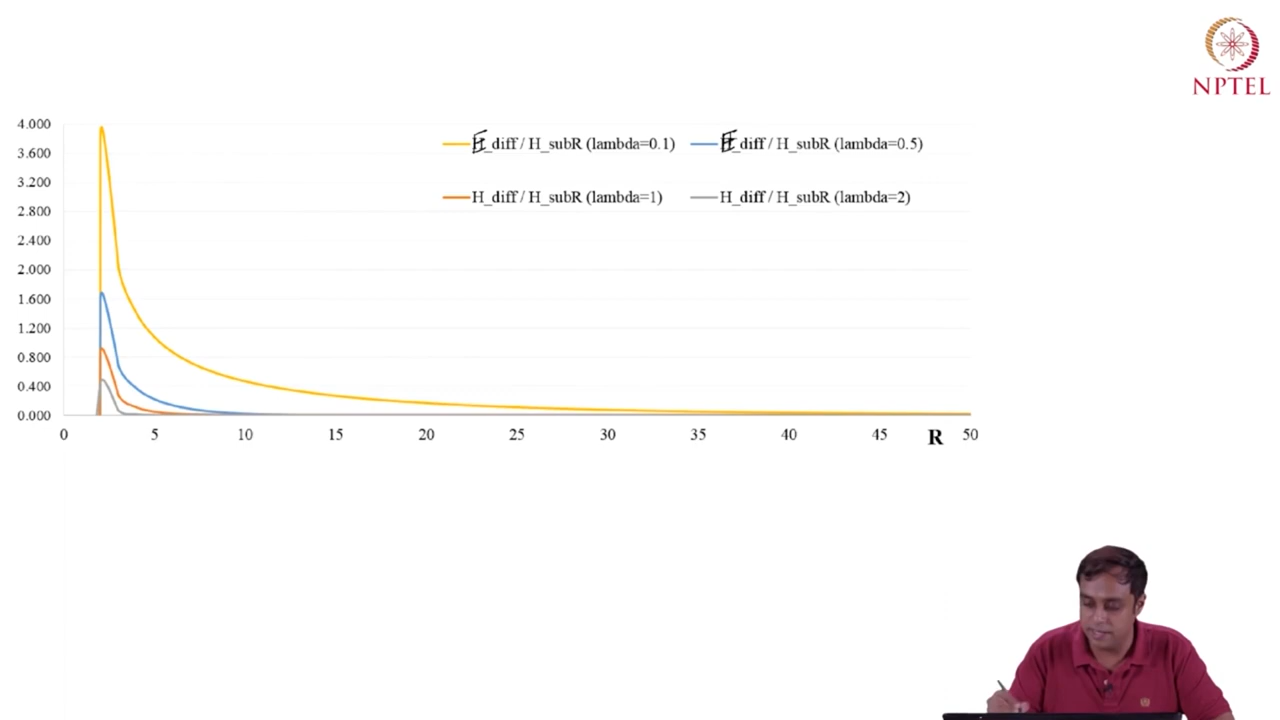 NPTEL
4.000
H_diff / H_subR (lambda=0.1) H_diff / H_subR (lambda=0.5)
3.600
3.200
H_diff / H_subR (lambda=1) H_diff / H_subR (lambda=2)
2.800
2.400
2.000
1.600
1.200
0.800
0.400
0.000
0 5 10 15 20 25 30 35 40 45 R 50